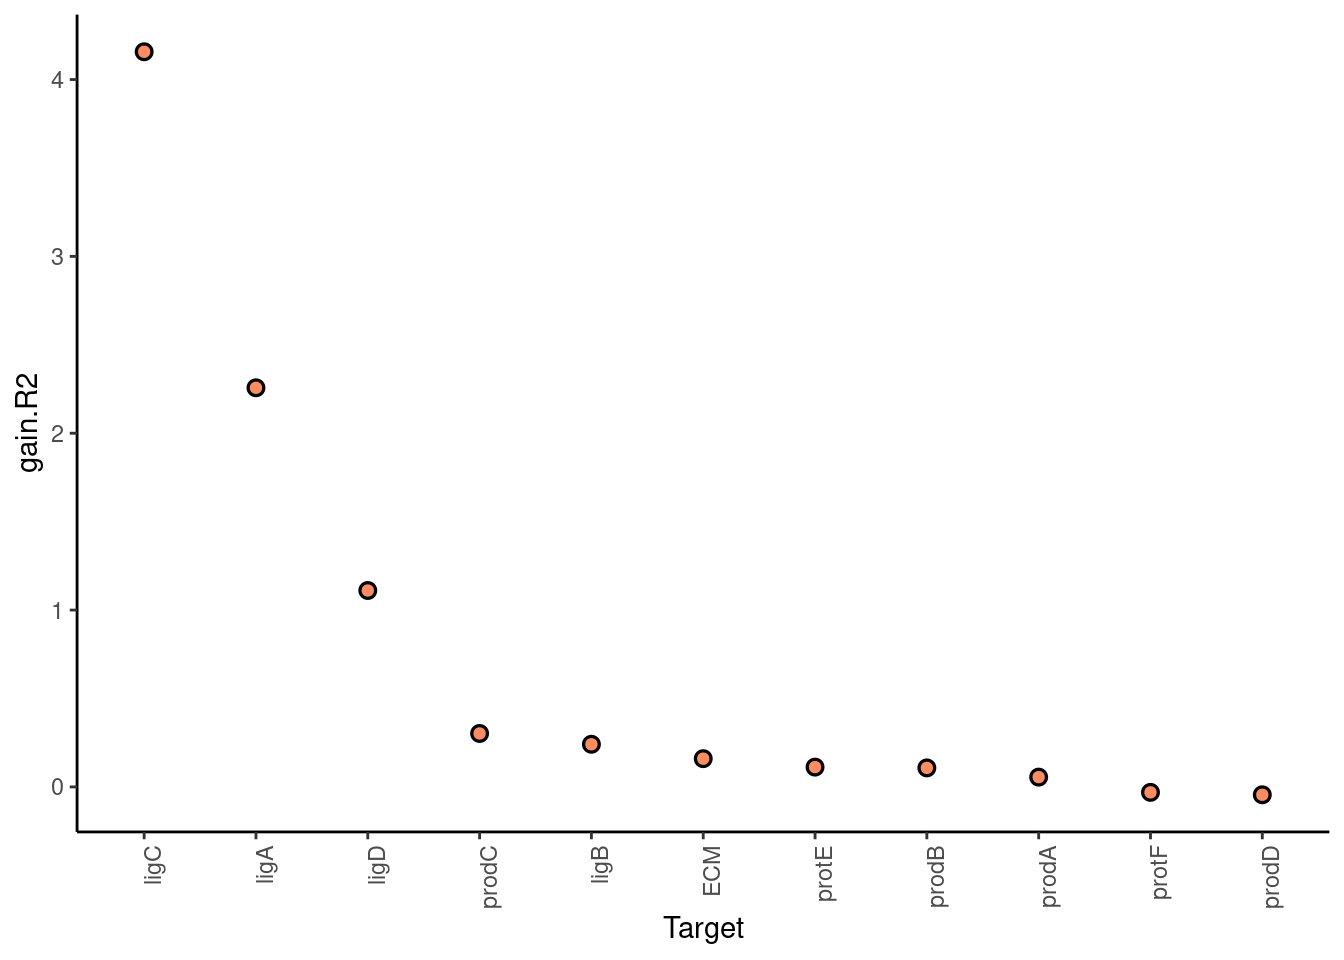 gain.R2
4
3
2
1
0
ligC
ligA
ligD
prodC
ligB
ECM
protE
prodB
prodA
protF
prodD
Target